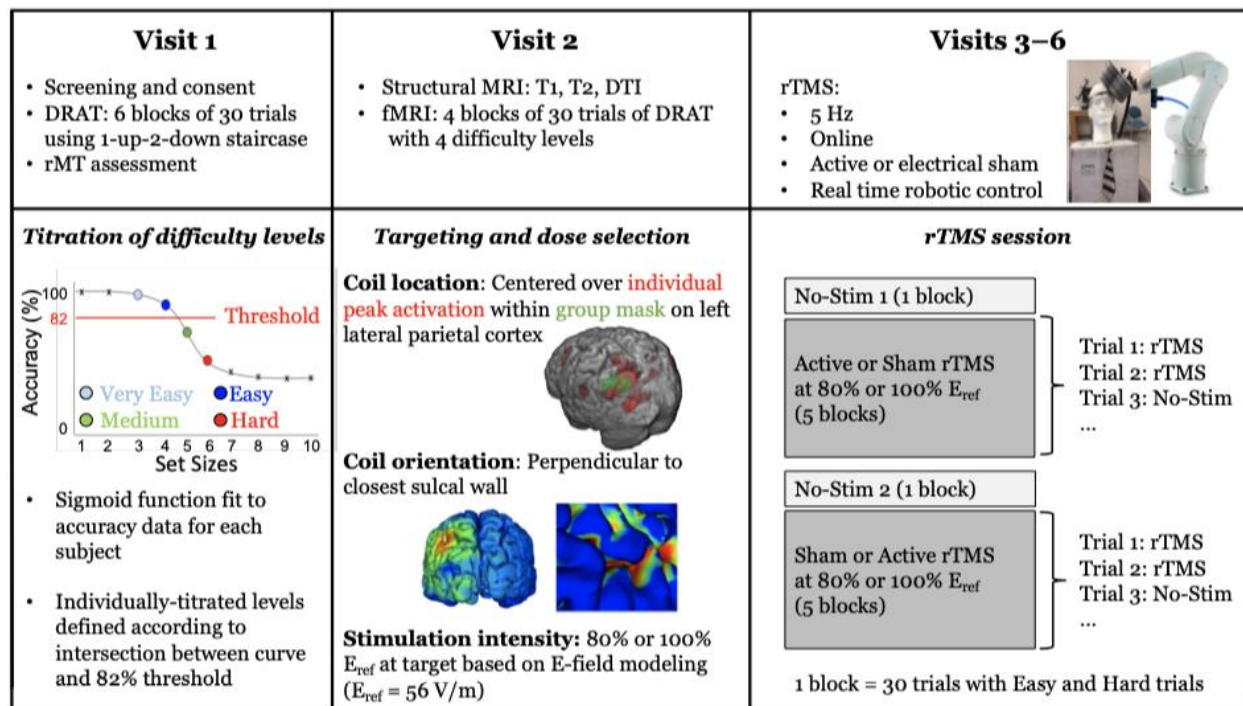 Visit 1
• Screening and consent
• DRAT: 6 blocks of 30 trials
using 1-up-2-down staircase
• rMT assessment
Visit 2
• Structural MRI: T1, T2, DTI
• fMRI: 4 blocks of 30 trials of DRAT
with 4 difficulty levels
Visits 3–6
rTMS:
• 5 Hz
• Online
• Active or electrical sham
• Real time robotic control
Titration of difficulty levels
Accuracy (%)
100
82
0
Threshold
Very Easy
Easy
Medium
Hard
1 2 3 4 5 6 7 8 9 10
Set Sizes
• Sigmoid function fit to
accuracy data for each
subject
• Individually-titrated levels
defined according to
intersection between curve
and 82% threshold
Targeting and dose selection
Coil location: Centered over individual
peak activation within group mask on left
lateral parietal cortex
Coil orientation: Perpendicular to
closest sulcal wall
Stimulation intensity: 80% or 100%
Eref at target based on E-field modeling
(Eref = 56 V/m)
rTMS session
No-Stim 1 (1 block)
Active or Sham rTMS
at 80% or 100% Eref
(5 blocks)
Trial 1: rTMS
Trial 2: rTMS
Trial 3: No-Stim
...
No-Stim 2 (1 block)
Sham or Active rTMS
at 80% or 100% Eref
(5 blocks)
Trial 1: rTMS
Trial 2: rTMS
Trial 3: No-Stim
...
1 block = 30 trials with Easy and Hard trials